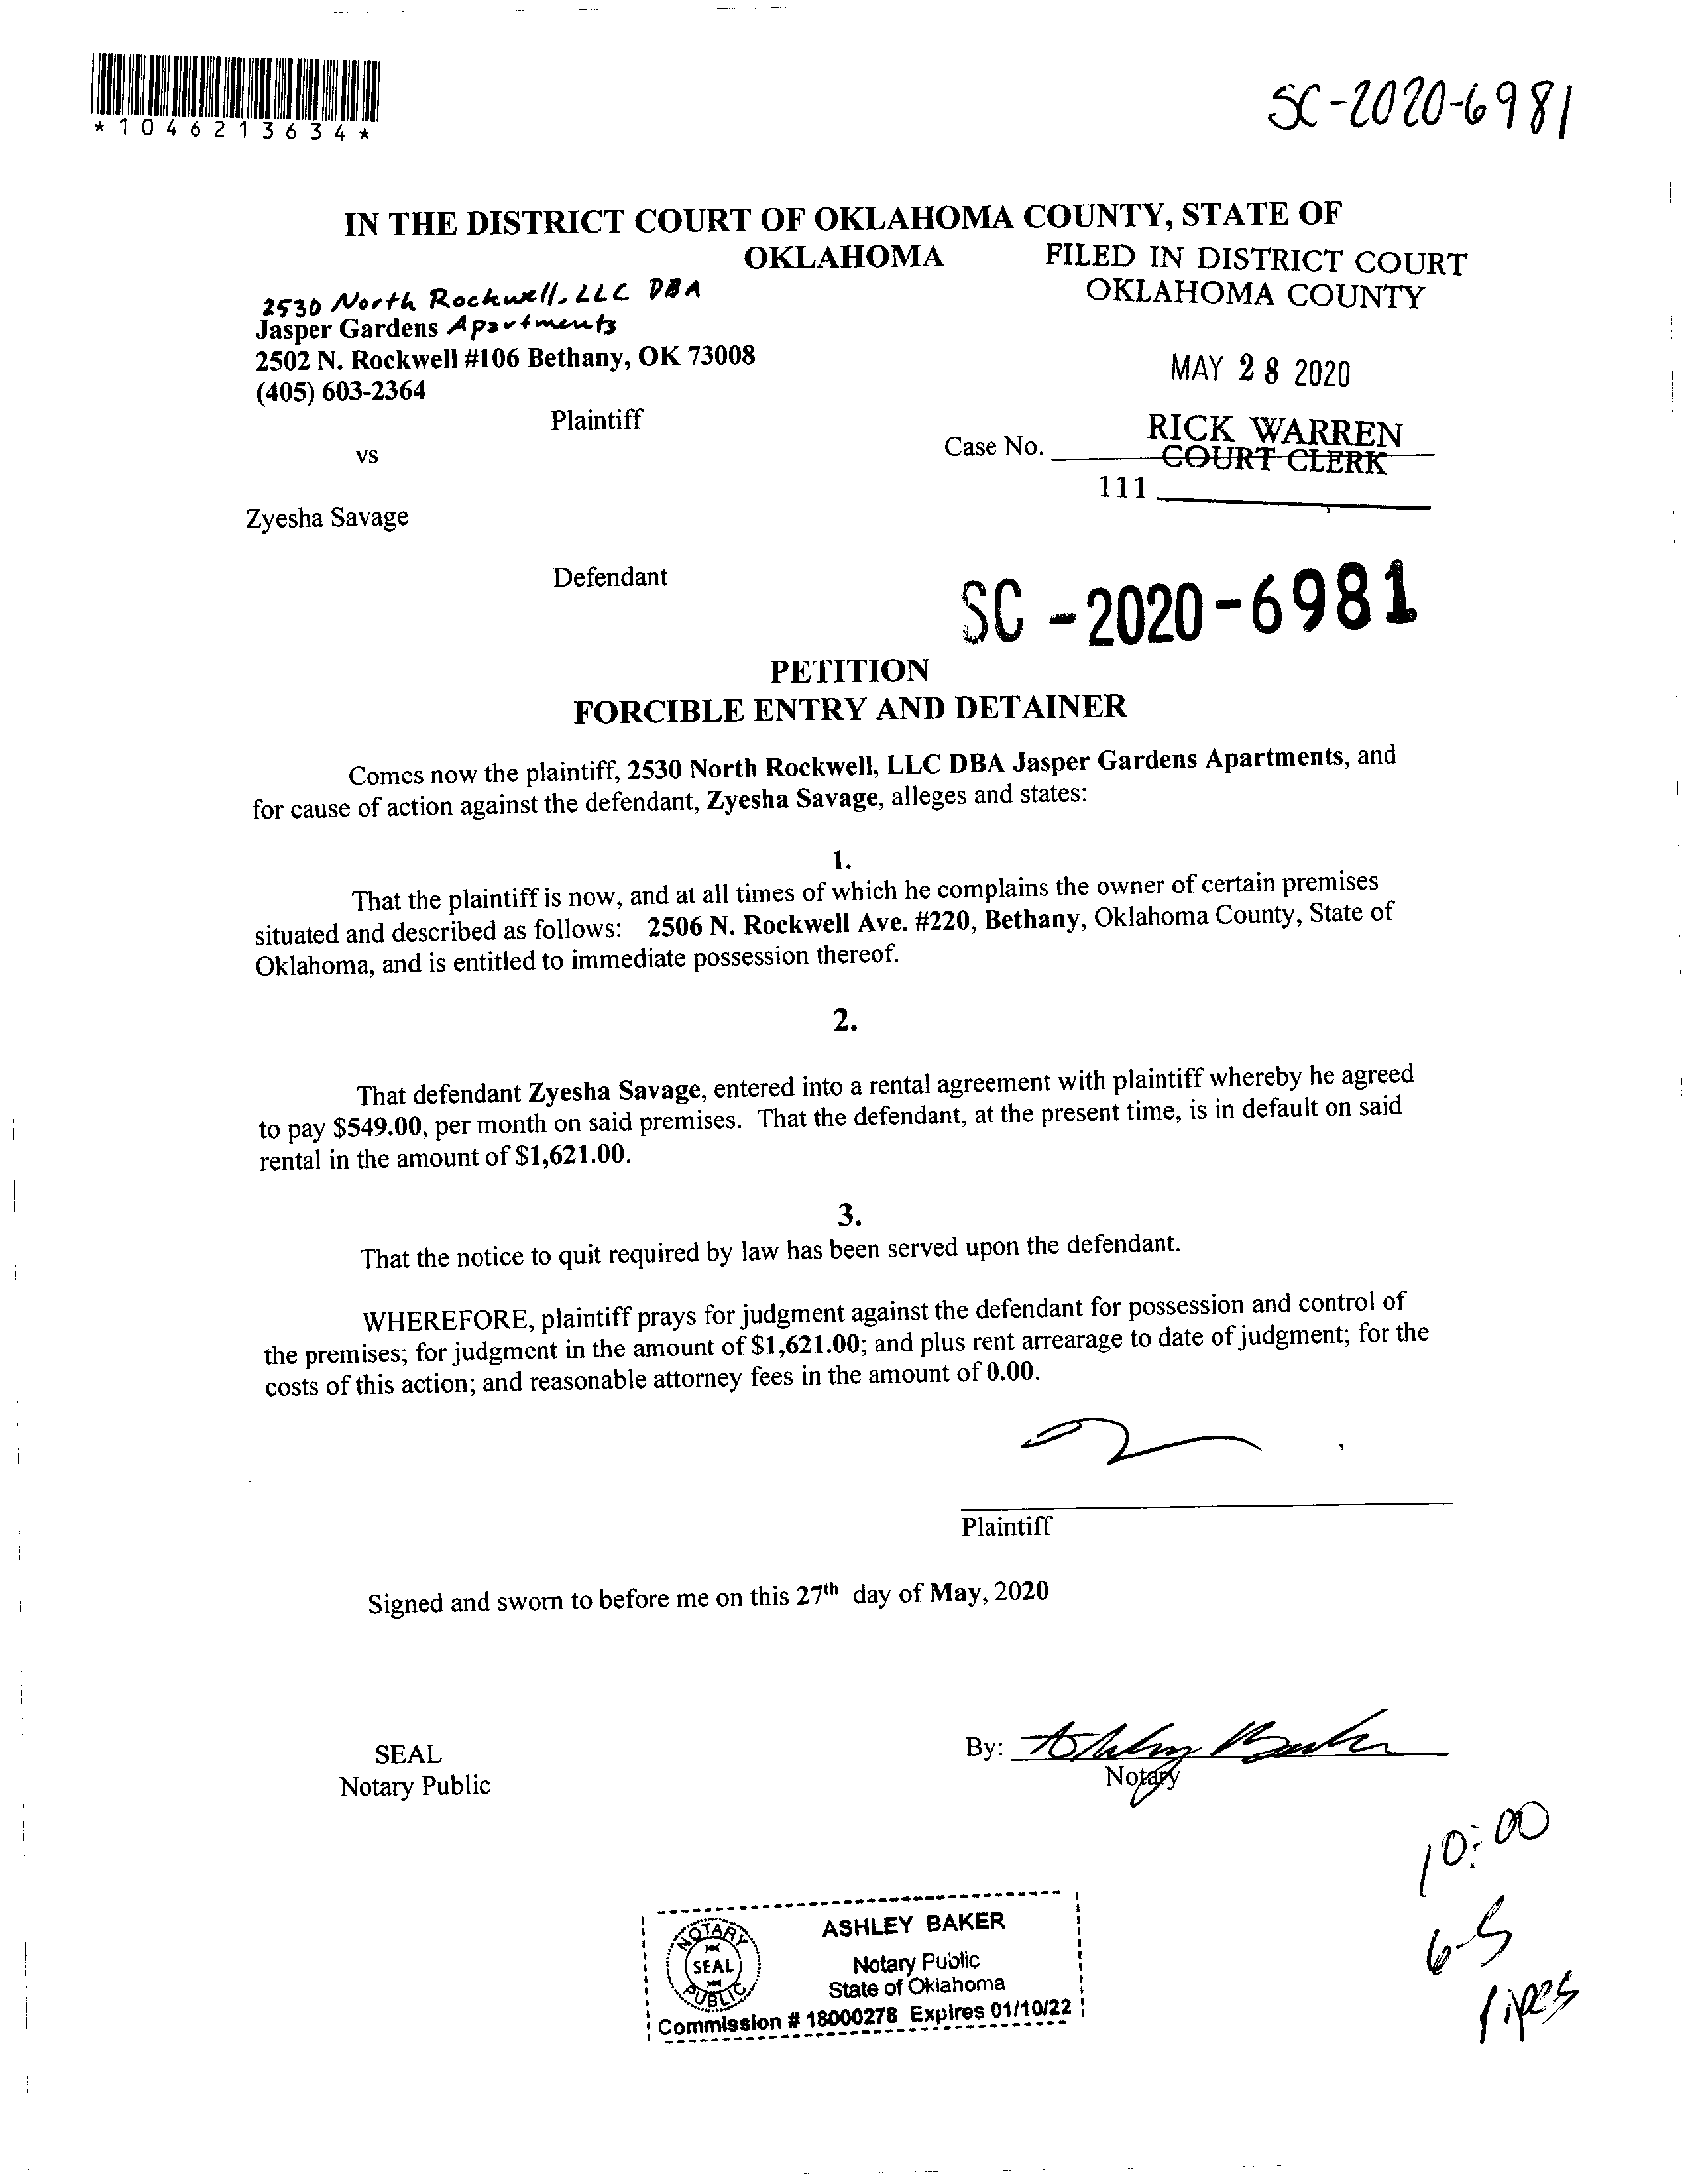 *1046213634*
SC-2020-6981
IN THE DISTRICT COURT OF OKLAHOMA COUNTY, STATE OF
OKLAHOMA
FILED IN DISTRICT COURT
OKLAHOMA COUNTY
2530 North Rockwell, LLC DBA
Jasper Gardens Apartments
2502 N. Rockwell #106 Bethany, OK 73008
(405) 603-2364
MAY 28 2020
Plaintiff
RICK WARREN
COURT CLERK
vs
Case No.
111
Zyesha Savage
Defendant
SC -2020-6981
PETITION
FORCIBLE ENTRY AND DETAINER
Comes now the plaintiff, 2530 North Rockwell, LLC DBA Jasper Gardens Apartments, and
for cause of action against the defendant, Zyesha Savage, alleges and states:
1.
That the plaintiff is now, and at all times of which he complains the owner of certain premises
situated and described as follows: 2506 N. Rockwell Ave. #220, Bethany, Oklahoma County, State of
Oklahoma, and is entitled to immediate possession thereof.
2.
That defendant Zyesha Savage, entered into a rental agreement with plaintiff whereby he agreed
to pay $549.00, per month on said premises. That the defendant, at the present time, is in default on said
rental in the amount of $1,621.00.
3.
That the notice to quit required by law has been served upon the defendant.
WHEREFORE, plaintiff prays for judgment against the defendant for possession and control of
the premises; for judgment in the amount of $1,621.00; and plus rent arrearage to date of judgment; for the
costs of this action; and reasonable attorney fees in the amount of 0.00.
Plaintiff
Signed and sworn to before me on this 27th day of May, 2020
SEAL
Notary Public
By: Ashley Baker
Notary
10:00
6-5
NOTARY
SEAL
PUBLIC
ASHLEY BAKER
Notary Public
State of Oklahoma
Commission # 18000278 Expires 01/10/22